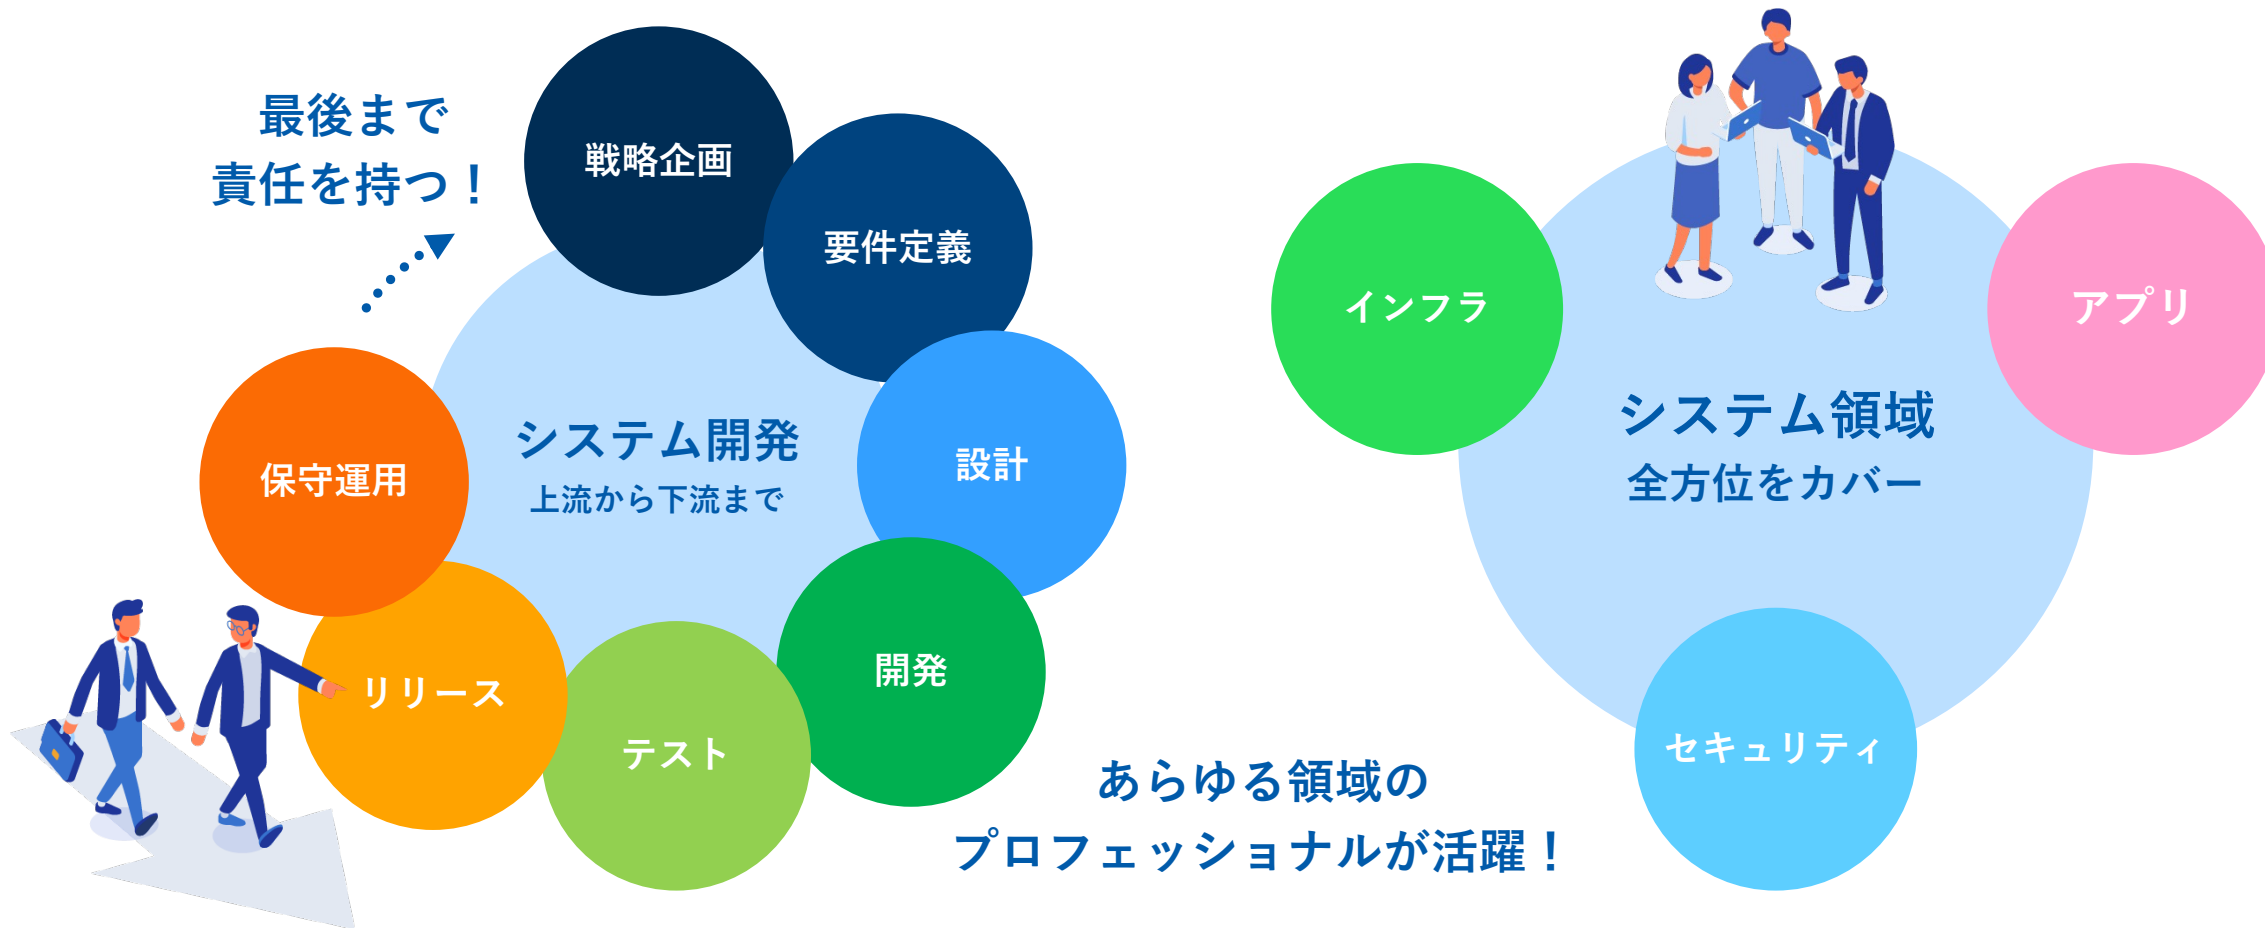 最後まで
責任を持つ！
戦略企画
要件定義
設計
開発
テスト
リリース
保守運用
システム開発
上流から下流まで
あらゆる領域の
プロフェッショナルが活躍！
インフラ
アプリ
システム領域
全方位をカバー
セキュリティ